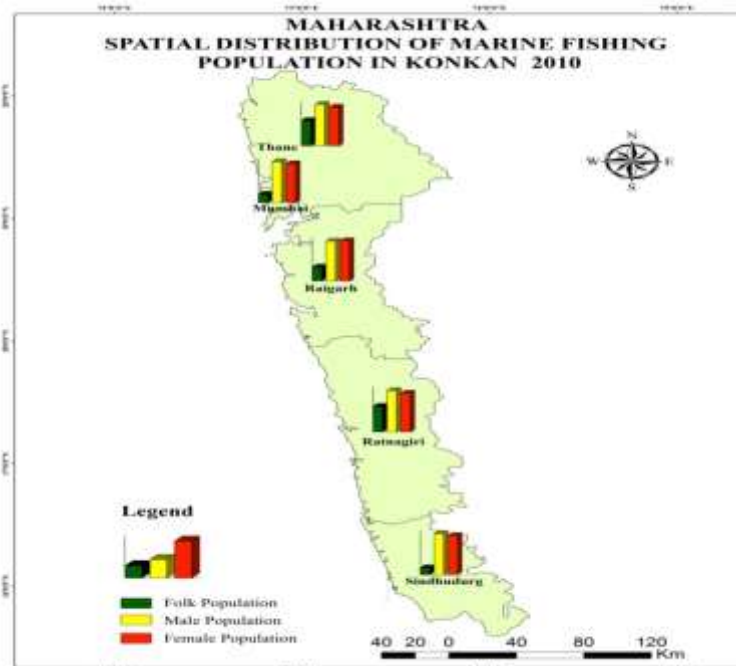 MAHARASHTRA
SPATIAL DISTRIBUTION OF MARINE FISHING
POPULATION IN KONKAN 2010
N
W E
S
Thane
Mumbai
Raigarh
Ratnagiri
Sindhudurg
Legend
Folk Population
Male Population
Female Population
40 20 0 40 80 120
Km